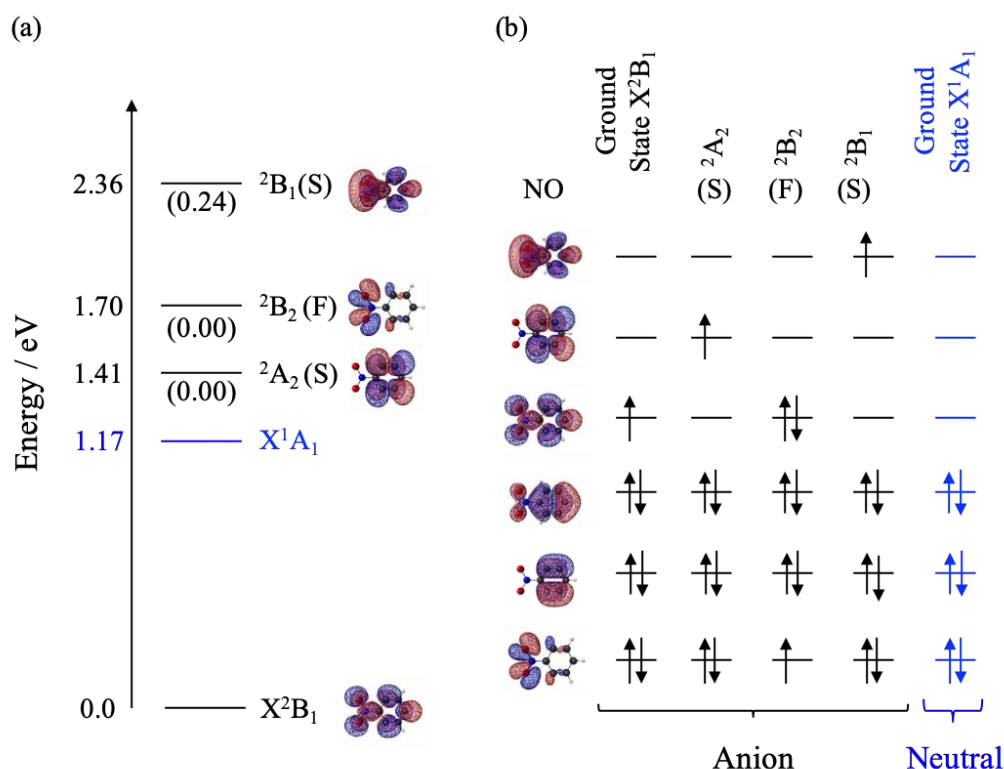 (a)
Energy / eV
2.36
²B₁(S)
(0.24)
1.70
²B₂ (F)
(0.00)
1.41
²A₂ (S)
(0.00)
1.17
X¹A₁
0.0
X²B₁
(b)
NO
Ground
State X²B₁
²A₂
(S)
²B₂
(F)
²B₁
(S)
Ground
State X¹A₁
Anion
Neutral